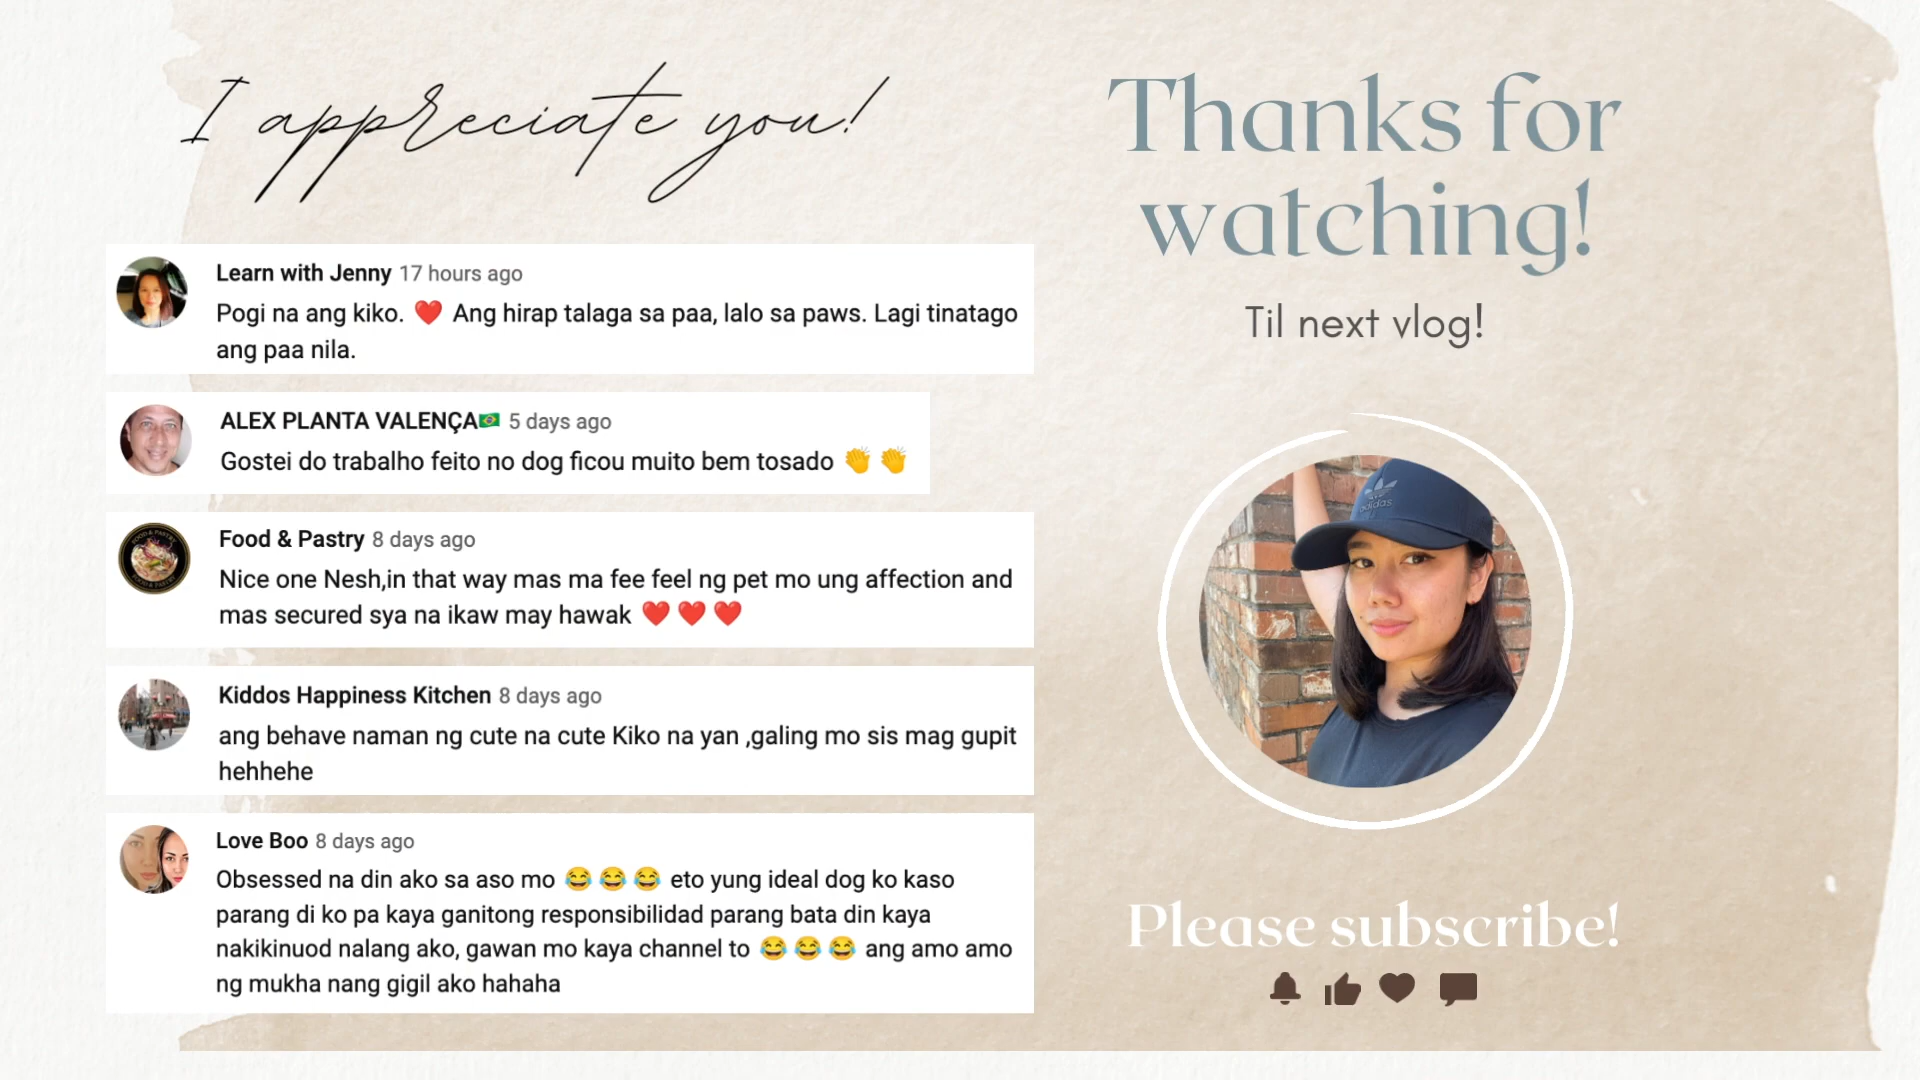 I appreciate you!
Learn with Jenny 17 hours ago
Pogi na ang kiko. ❤️ Ang hirap talaga sa paa, lalo sa paws. Lagi tinatago
ang paa nila.
ALEX PLANTA VALENÇA🇧🇷 5 days ago
Gostei do trabalho feito no dog ficou muito bem tosado 👏 👏
Food & Pastry 8 days ago
Nice one Nesh,in that way mas ma fee feel ng pet mo ung affection and
mas secured sya na ikaw may hawak ❤️ ❤️ ❤️
Kiddos Happiness Kitchen 8 days ago
ang behave naman ng cute na cute Kiko na yan ,galing mo sis mag gupit
hehhehe
Love Boo 8 days ago
Obsessed na din ako sa aso mo 😂 😂 😂 eto yung ideal dog ko kaso
parang di ko pa kaya ganitong responsibilidad parang bata din kaya
nakikinuod nalang ako, gawan mo kaya channel to 😂 😂 😂 ang amo amo
ng mukha nang gigil ako hahaha
Thanks for
watching!
Til next vlog!
adidas
Please subscribe!